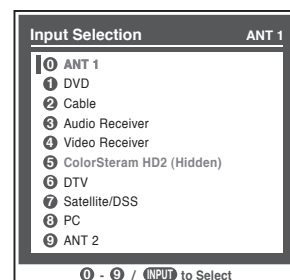 Input Selection ANT 1
0 ANT 1
1 DVD
2 Cable
3 Audio Receiver
4 Video Receiver
5 ColorSteram HD2 (Hidden)
6 DTV
7 Satellite/DSS
8 PC
9 ANT 2
0 - 9 / INPUT to Select